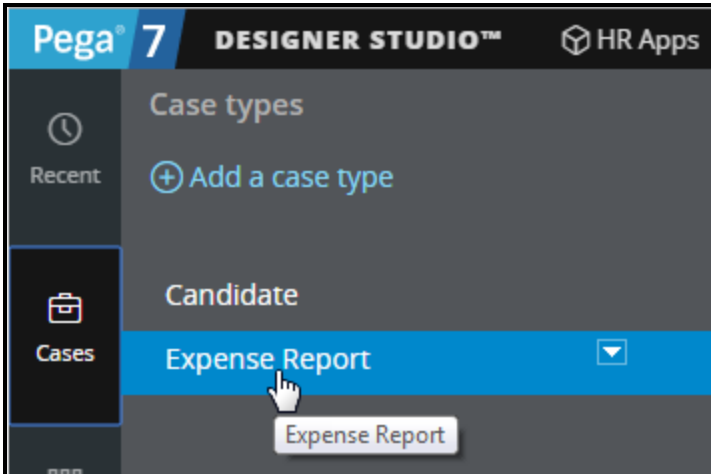 Pega® 7 DESIGNER STUDIO™ HR Apps
Case types
Recent
Add a case type
Candidate
Cases
Expense Report
Expense Report